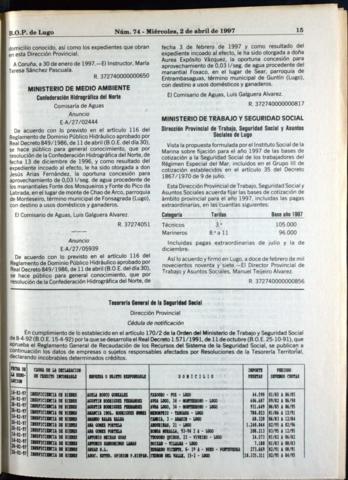 B.O.P. de Lugo Núm. 74 - Miércoles, 2 de abril de 1997 15
domicilio conocido, así como los expedientes que obran
en esta Dirección Provincial.
A Coruña, a 30 de enero de 1997.—El Instructor, María
Teresa Sánchez Pascuala.
R. 372740000000650
MINISTERIO DE MEDIO AMBIENTE
Confederación Hidrográfica del Norte
Comisaría de Aguas
Anuncio
E-A/27/02444
De acuerdo con lo previsto en el artículo 116 del
Reglamento de Dominio Público Hidráulico aprobado por
Real Decreto 849/1986, de 11 de abril (B.O.E. del día 30),
se hace público para general conocimiento, que por
resolución de la Confederación Hidrográfica del Norte, de
fecha 13 de diciembre de 1996, y como resultado del
expediente incoado al efecto, le ha sido otorgada a don
Jesús Arias Fernández, la oportuna concesión para
aprovechamiento de 0,03 l/seg. de agua procedente de
los manantiales Fonte dos Mosqueiros y Fonte do Pico da
Lobrada, en el lugar de monte de Chao de Arco, parroquia
de Monteseiro, término municipal de Fonsagrada (Lugo),
con destino a usos domésticos y ganaderos.
El Comisario de Aguas, Luis Galguera Alvarez.
R. 37274051
Anuncio
E-A/27/05939
De acuerdo con lo previsto en el artículo 116 del
Reglamento de Dominio Público Hidráulico aprobado por
Real Decreto 849/1986, de 11 de abril (B.O.E. del día 30),
se hace público para general conocimiento, que por
resolución de la Confederación Hidrográfica del Norte, de
fecha 3 de febrero de 1997 y como resultado del
expediente incoado al efecto, le ha sido otorgada a doña
Aurea Expósito Vázquez, la oportuna concesión para
aprovechamiento de 0,03 l/seg. de agua procedente del
manantial Foxaco, en el lugar de Sear, parroquia de
Entrambasaguas, término municipal de Guntín (Lugo),
con destino a usos domésticos y ganaderos.
El Comisario de Aguas, Luis Galguera Alvarez.
R. 372740000000817
MINISTERIO DE TRABAJO Y SEGURIDAD SOCIAL
Dirección Provincial de Trabajo, Seguridad Social y Asuntos
Sociales de Lugo
Vista la propuesta formulada por el Instituto Social de la
Marina sobre fijación para el año 1997 de las bases de
cotización a la Seguridad Social de los trabajadores del
Régimen Especial del Mar, incluidos en el Grupo III de
cotización establecido en el artículo 35 del Decreto
1867/1970 de 9 de julio.
Esta Dirección Provincial de Trabajo, Seguridad Social y
Asuntos Sociales acuerda fijar las bases de cotización de
ámbito provincial para el año 1997, incluidas las pagas
extraordinarias, en las cuantías siguientes:
Categoría Tarifas Base año 1997
Técnicos 3.ª 105.000
Marineros 8.ª a 11 96.000
Incluidas pagas extraordinarias de julio y la de
diciembre.
Así lo acuerdo y firmo en Lugo, a doce de febrero de mil
novecientos noventa y siete.—El Director Provincial de
Trabajo y Asuntos Sociales, Manuel Teijeiro Alvarez.
R. 372740000000856
Tesorería General de la Seguridad Social
Dirección Provincial
Cédula de notificación
En cumplimiento de lo establecido en el artículo 170/2 de la Orden del Ministerio de Trabajo y Seguridad Social
de 8-4-92 (B.O.E. 15-4-92) por la que se desarrolla el Real Decreto 1.571/1991, de 11 de octubre (B.O.E. 25-10-91), que
aprueba el Reglamento General de Recaudación de los Recursos del Sistema de la Seguridad Social, se publican a
continuación los datos de empresas o sujetos responsables afectados por Resoluciones de la Tesorería Territorial,
declarando incobrables determinados créditos.
CAUSA DE LA DECLARACION
DE CREDITO INCOBRABLE EMPRESA O SUJETO RESPONSABLE DOMICILIO IMPORTE
PESETAS